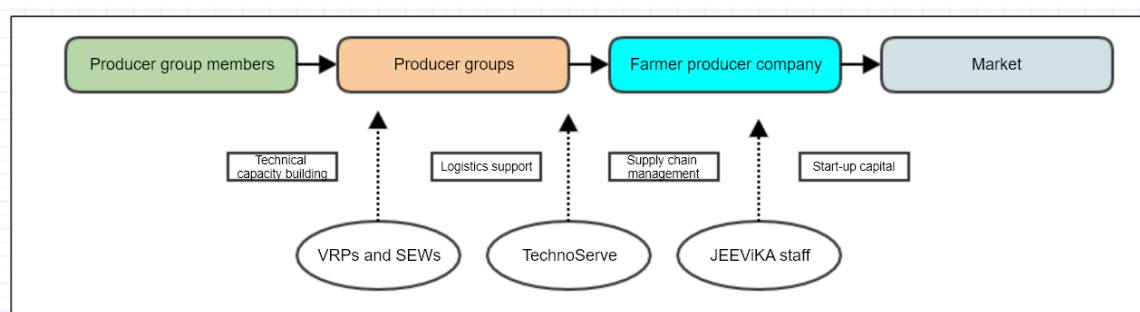 Producer group members
Producer groups
Farmer producer company
Market
Technical
capacity building
Logistics support
Supply chain
management
Start-up capital
VRPs and SEWs
TechnoServe
JEEViKA staff